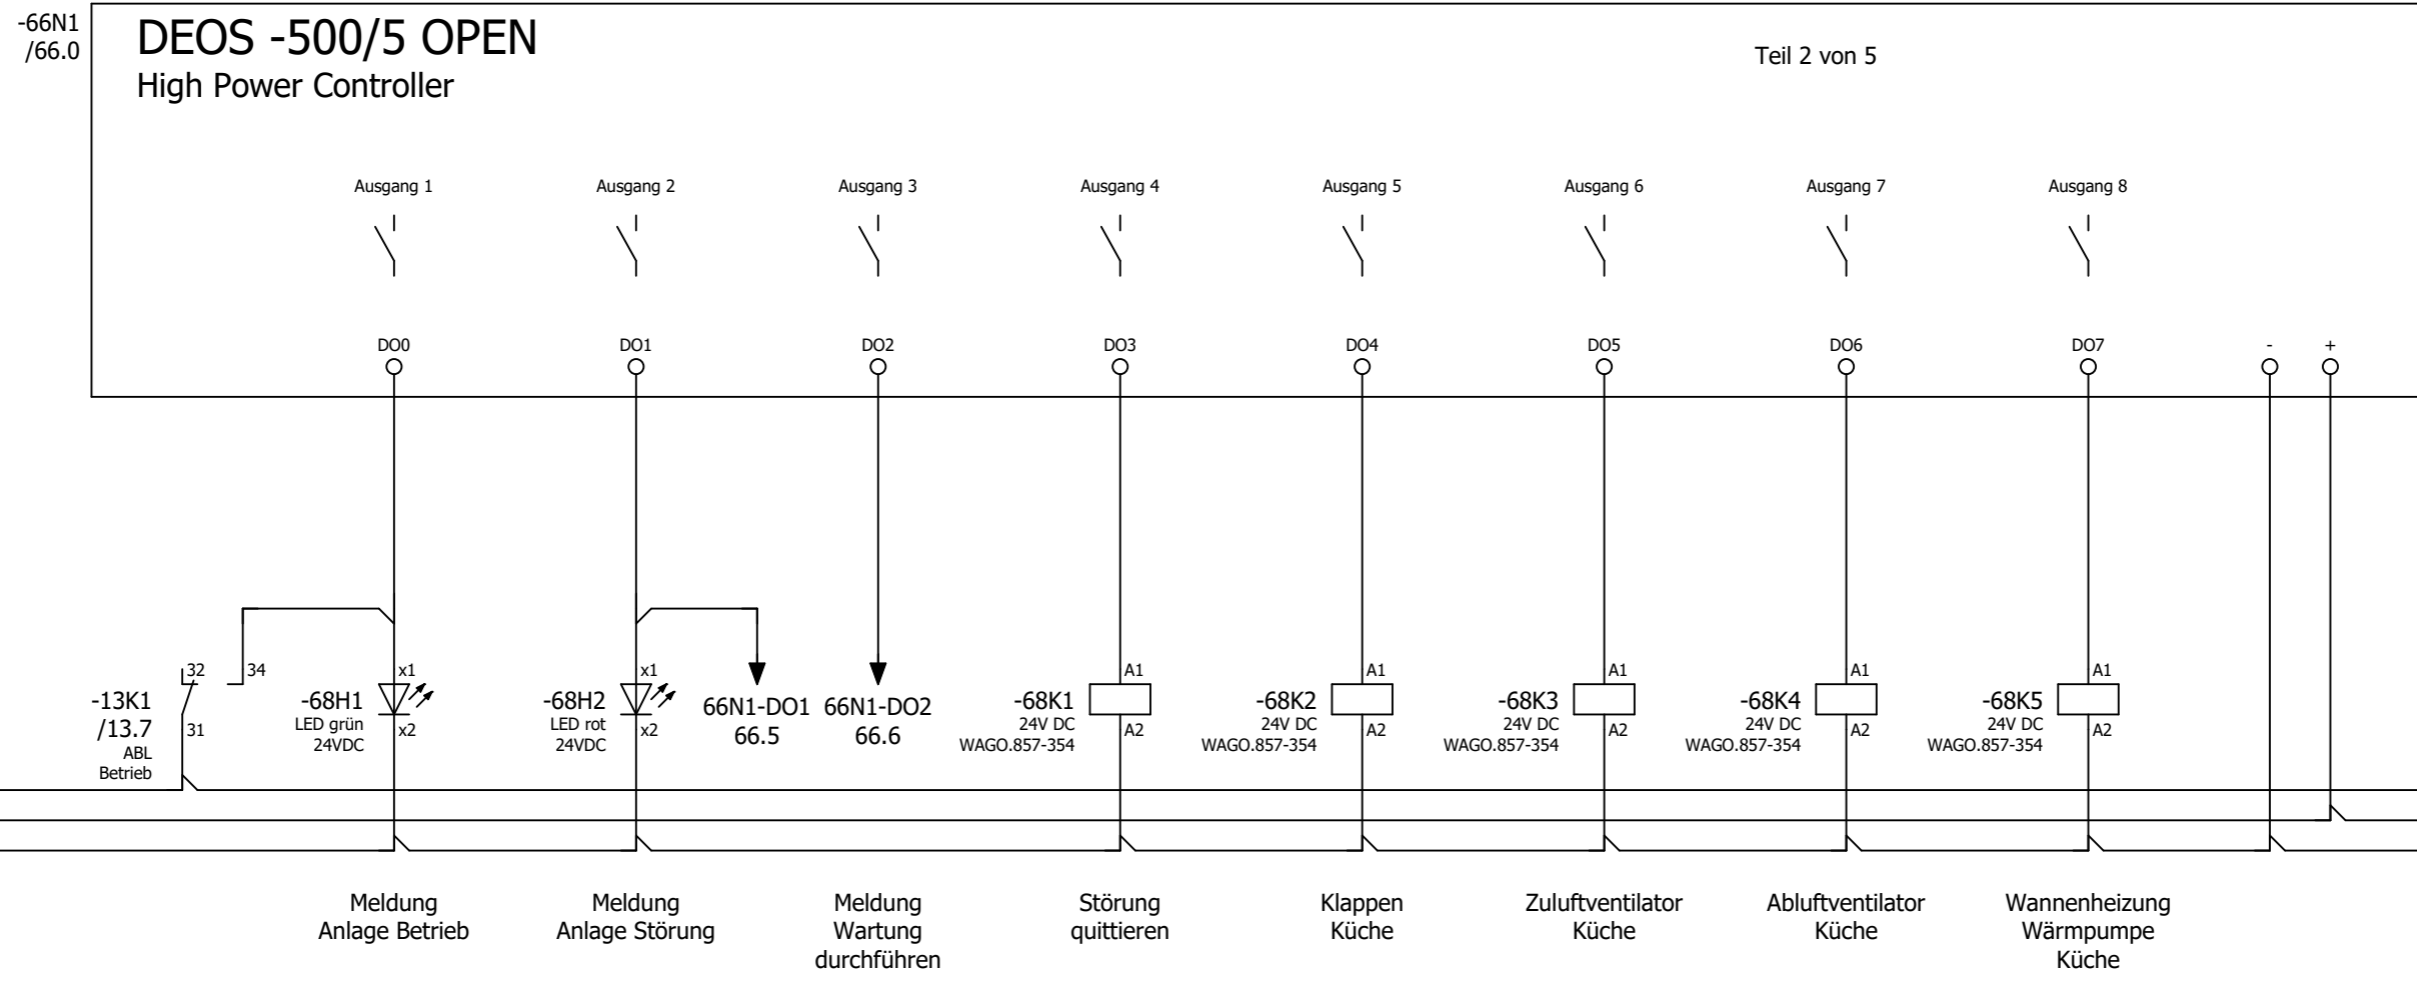 -66N1
/66.0
DEOS -500/5 OPEN
High Power Controller
Teil 2 von 5
Ausgang 1
Ausgang 2
Ausgang 3
Ausgang 4
Ausgang 5
Ausgang 6
Ausgang 7
Ausgang 8
DO0
DO1
DO2
DO3
DO4
DO5
DO6
DO7
-
+
-13K1
/13.7
ABL
Betrieb
32
34
31
-68H1
LED grün
24VDC
x1
x2
-68H2
LED rot
24VDC
x1
x2
66N1-DO1
66.5
66N1-DO2
66.6
-68K1
24V DC
WAGO.857-354
A1
A2
-68K2
24V DC
WAGO.857-354
A1
A2
-68K3
24V DC
WAGO.857-354
A1
A2
-68K4
24V DC
WAGO.857-354
A1
A2
-68K5
24V DC
WAGO.857-354
A1
A2
Meldung
Anlage Betrieb
Meldung
Anlage Störung
Meldung
Wartung
durchführen
Störung
quittieren
Klappen
Küche
Zuluftventilator
Küche
Abluftventilator
Küche
Wannenheizung
Wärmpumpe
Küche